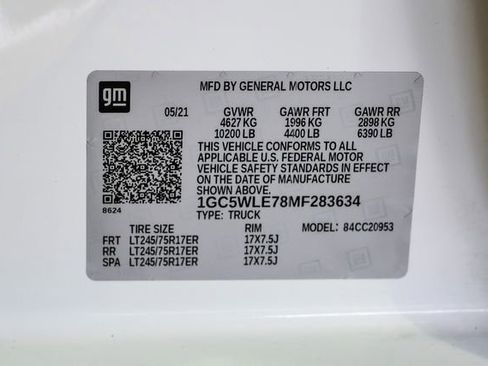 gm
MFD BY GENERAL MOTORS LLC
05/21 GVWR GAWR FRT GAWR RR
4627 KG 1996 KG 2898 KG
10200 LB 4400 LB 6390 LB
THIS VEHICLE CONFORMS TO ALL
APPLICABLE U.S. FEDERAL MOTOR
VEHICLE SAFETY STANDARDS IN EFFECT
ON THE DATE OF MANUFACTURE
SHOWN ABOVE.
8624
1GC5WLE78MF283634
TYPE: TRUCK
TIRE SIZE RIM MODEL: 84CC20953
FRT LT245/75R17ER 17X7.5J
RR LT245/75R17ER 17X7.5J
SPA LT245/75R17ER 17X7.5J